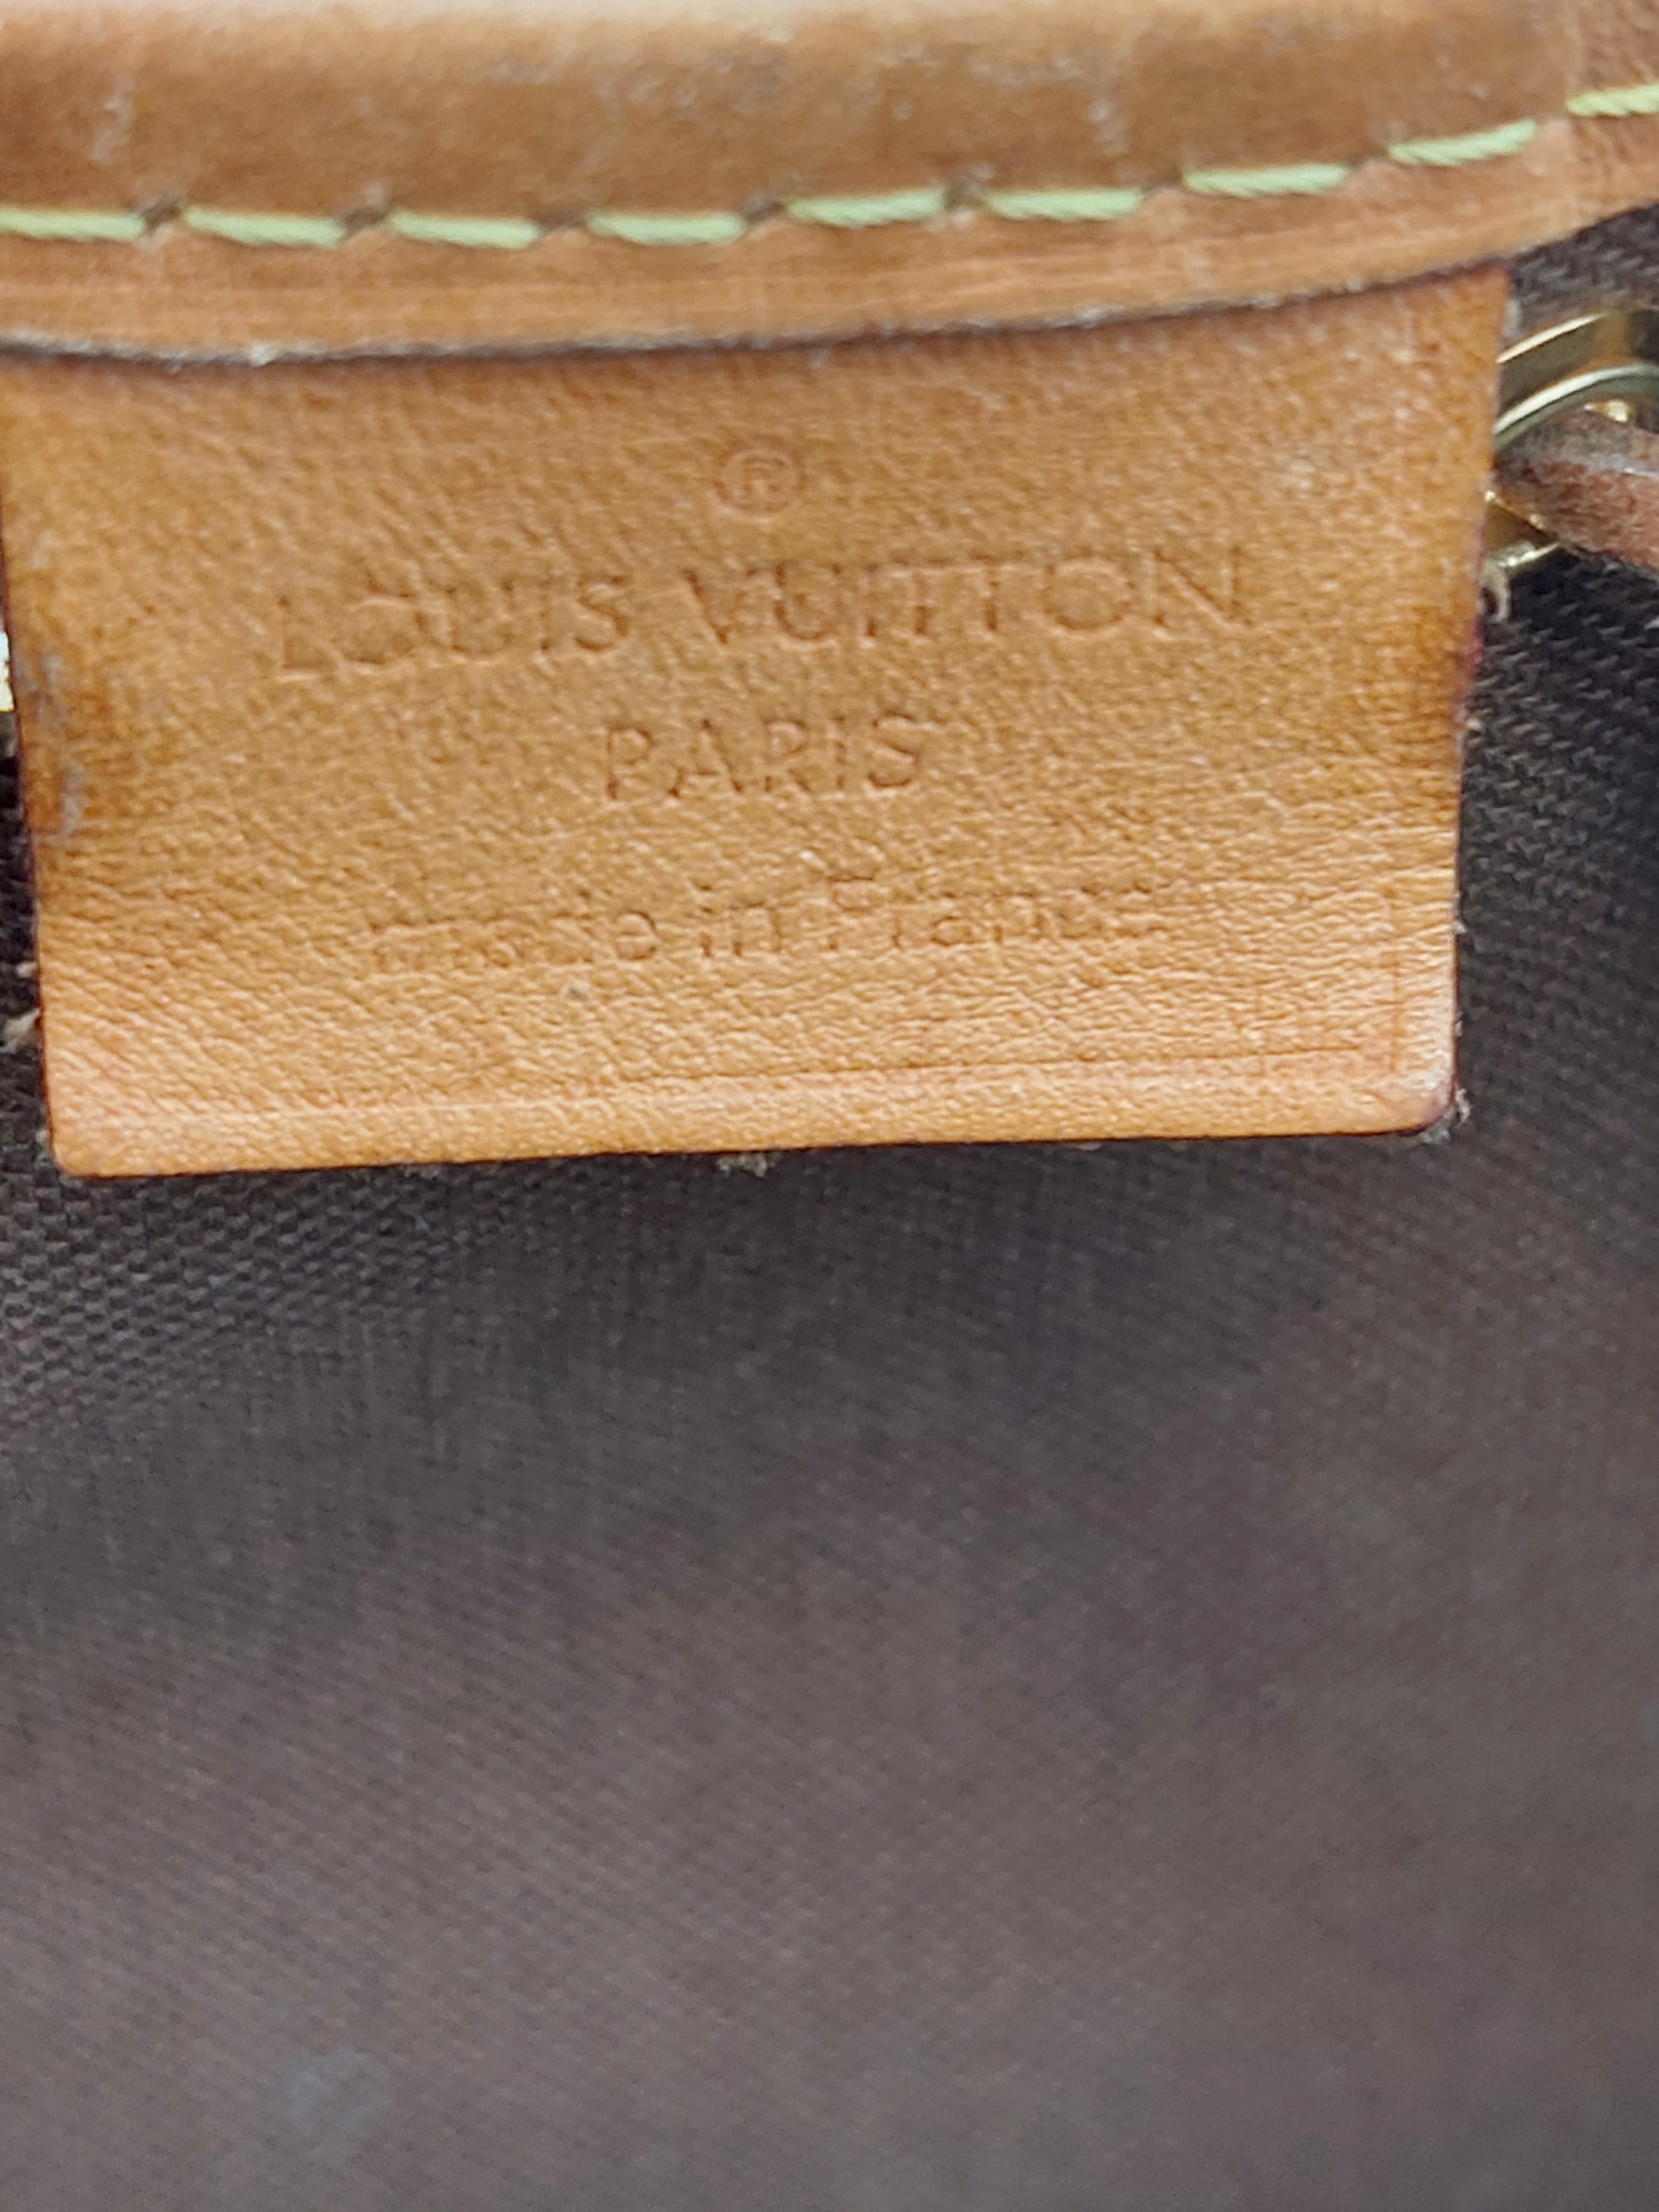 ®
LOUIS VUITTON
PARIS
made in France